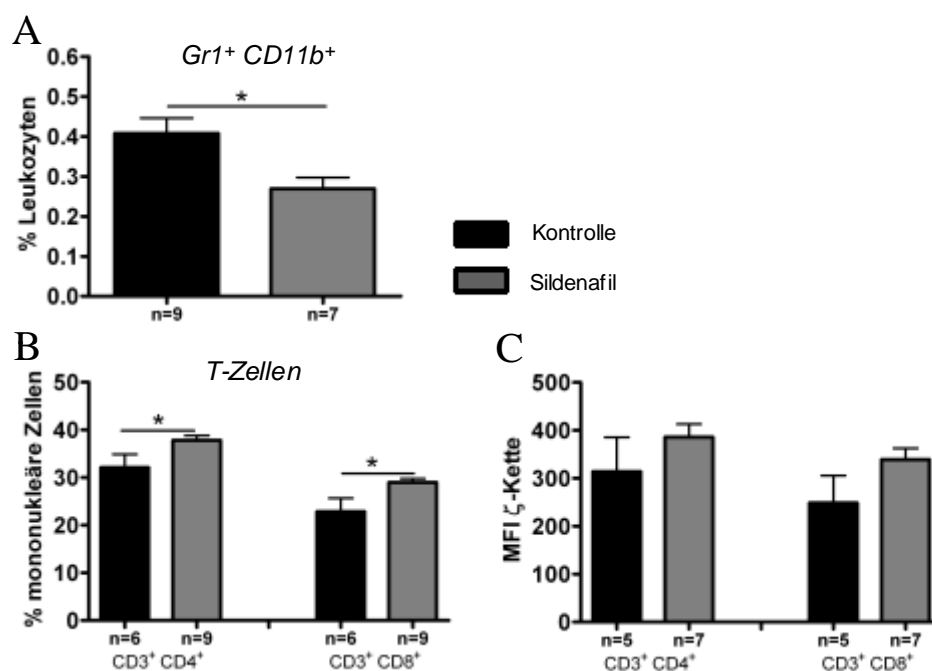 A
Gr1⁺ CD11b⁺
% Leukozyten
0.6
0.5
0.4
0.3
0.2
0.1
0.0
*
n=9 n=7
Kontrolle
Sildenafil
B
T-Zellen
% mononukleäre Zellen
50
40
30
20
10
0
*
*
n=6 n=9 n=6 n=9
CD3⁺ CD4⁺ CD3⁺ CD8⁺
C
MFI ζ-Kette
500
400
300
200
100
0
n=5 n=7 n=5 n=7
CD3⁺ CD4⁺ CD3⁺ CD8⁺